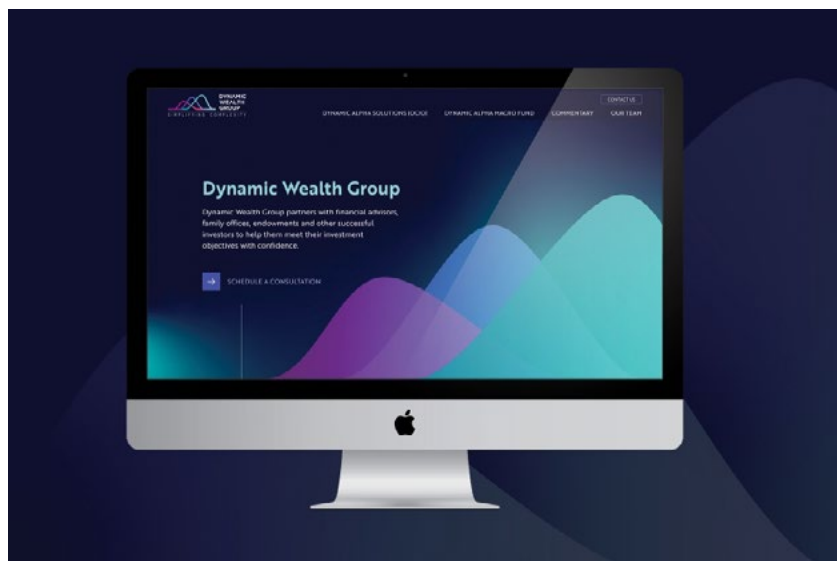 DYNAMIC
WEALTH
GROUP
SIMPLIFYING COMPLEXITY
CONTACT US
DYNAMIC ALPHA SOLUTIONS (OCIO) DYNAMIC ALPHA MACRO FUND COMMENTARY OUR TEAM
Dynamic Wealth Group
Dynamic Wealth Group partners with financial advisors,
family offices, endowments and other successful
investors to help them meet their investment
objectives with confidence.
SCHEDULE A CONSULTATION